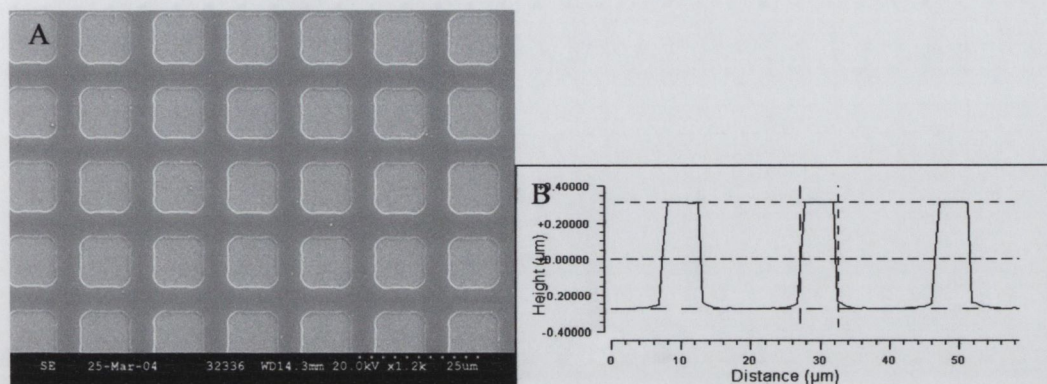 A
SE 25-Mar-04 32336 WD14.3mm 20.0kV x1.2k 25um
B
+0.40000
+0.20000
+0.00000
-0.20000
-0.40000
Height (µm)
0 10 20 30 40 50
Distance (µm)